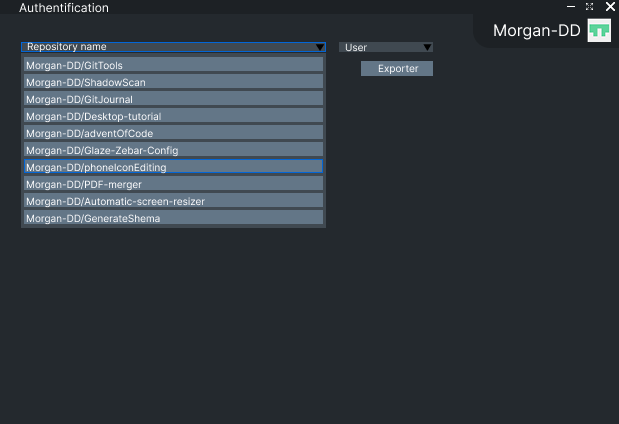 Authentification
Morgan-DD
Repository name
User
Exporter
Morgan-DD/GitTools
Morgan-DD/ShadowScan
Morgan-DD/GitJournal
Morgan-DD/Desktop-tutorial
Morgan-DD/adventOfCode
Morgan-DD/Glaze-Zebar-Config
Morgan-DD/phoneIconEditing
Morgan-DD/PDF-merger
Morgan-DD/Automatic-screen-resizer
Morgan-DD/GenerateShema